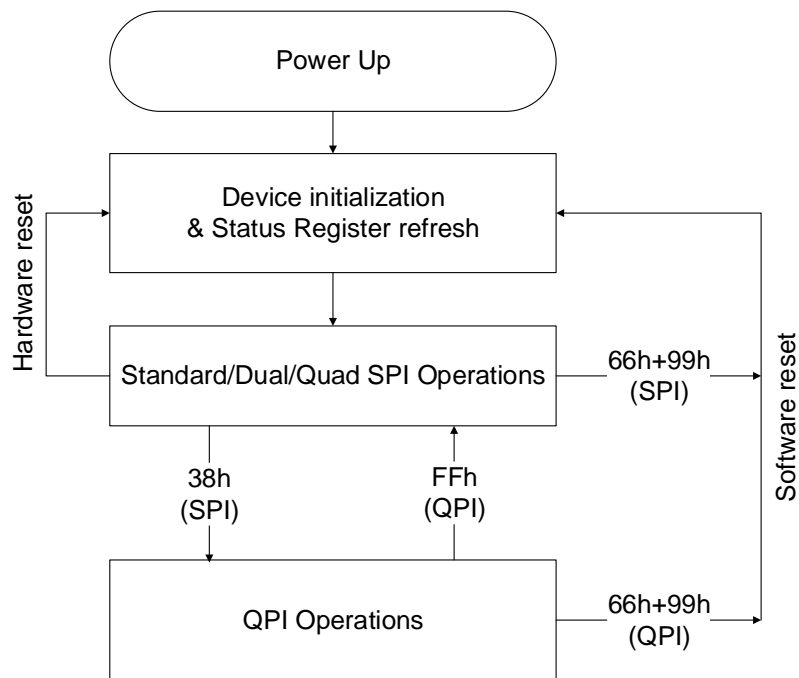 Power Up
Device initialization
& Status Register refresh
Hardware reset
Standard/Dual/Quad SPI Operations
66h+99h
(SPI)
Software reset
38h
(SPI)
FFh
(QPI)
QPI Operations
66h+99h
(QPI)